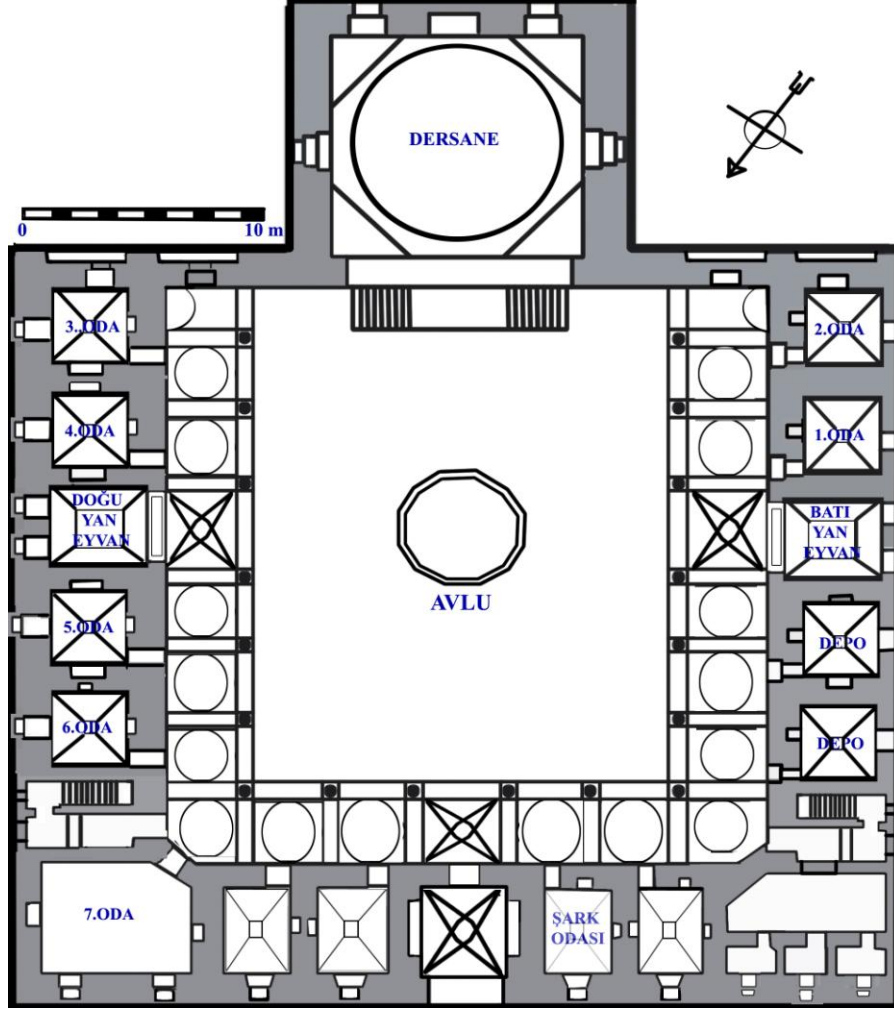 DERSANE
0
10 m
3..ODA
2.ODA
4.ODA
1.ODA
DOĞU
YAN
EYVAN
BATI
YAN
EYVAN
AVLU
5.ODA
DEPO
6.ODA
DEPO
7.ODA
ŞARK
ODASI